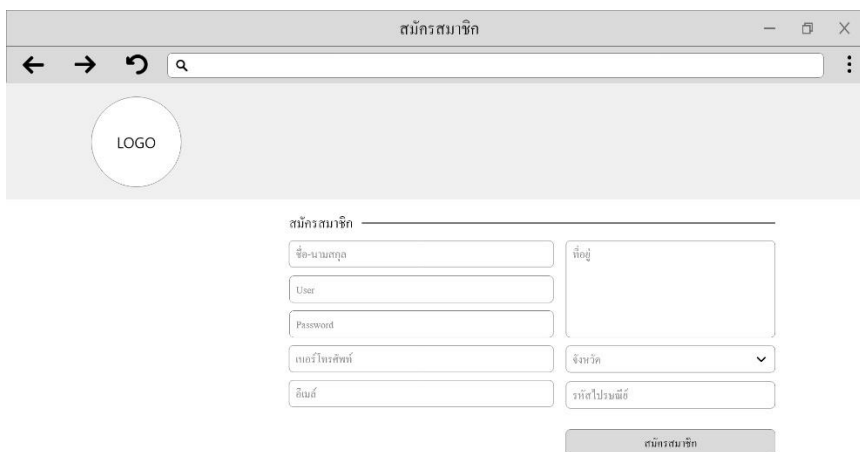 สมัครสมาชิก
LOGO
สมัครสมาชิก
ชื่อ-นามสกุล
User
Password
เบอร์โทรศัพท์
อีเมล์
ที่อยู่
จังหวัด
รหัสไปรษณีย์
สมัครสมาชิก